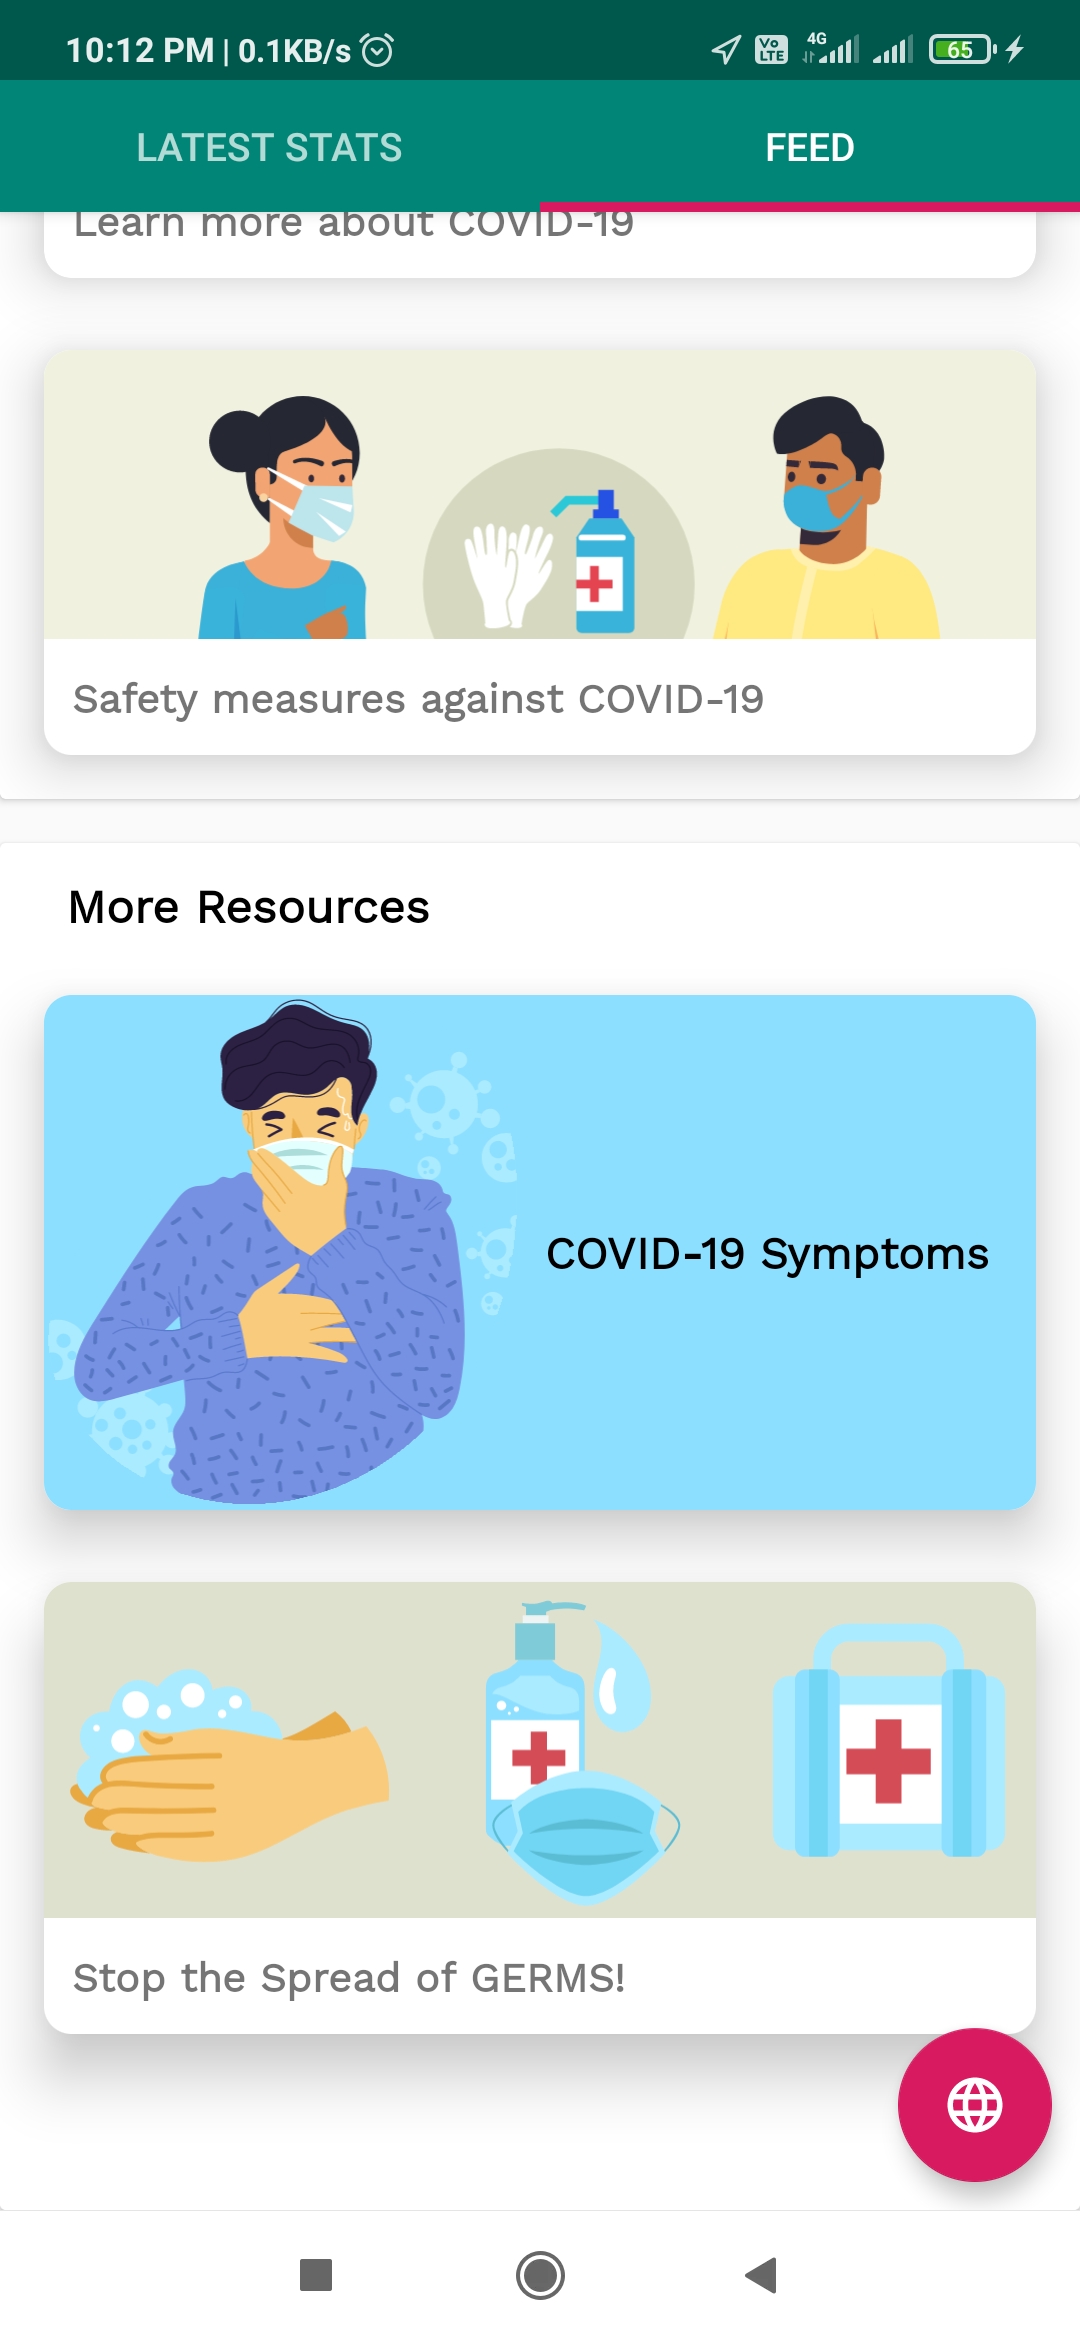 10:12 PM | 0.1KB/s
Vo LTE 4G 65
LATEST STATS
FEED
Learn more about COVID-19
Safety measures against COVID-19
More Resources
COVID-19 Symptoms
Stop the Spread of GERMS!